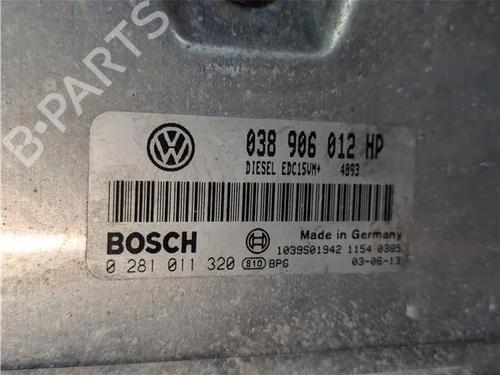 B-PARTS
038 906 012 HP
DIESEL EDC15VM+ 4893
BOSCH
Made in Germany
1039S01942 1154 0385
0 281 011 320 810 BPG
03-06-13